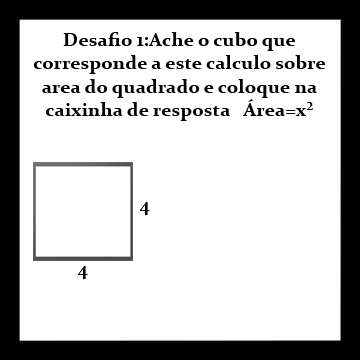 Desafio 1:Ache o cubo que
corresponde a este calculo sobre
area do quadrado e coloque na
caixinha de resposta Área=x²
4
4